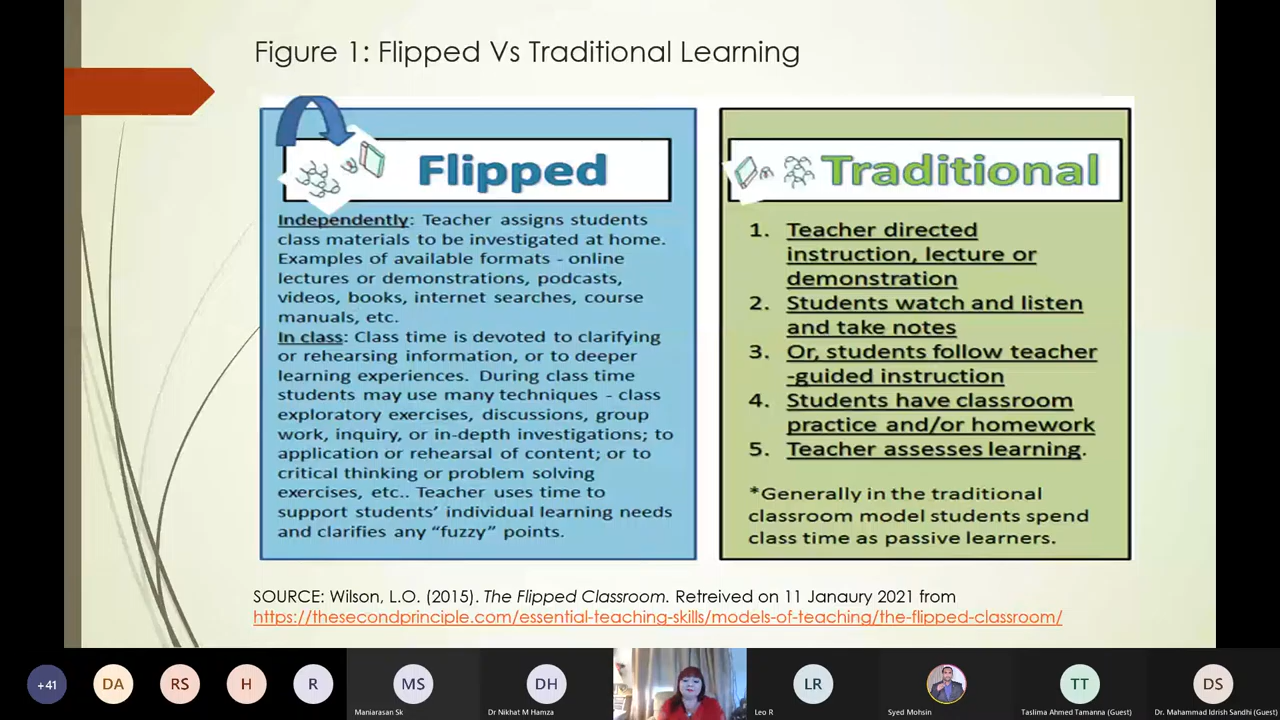 Figure 1: Flipped Vs Traditional Learning
Flipped
Independently: Teacher assigns students
class materials to be investigated at home.
Examples of available formats - online
lectures or demonstrations, podcasts,
videos, books, internet searches, course
manuals, etc.
In class: Class time is devoted to clarifying
or rehearsing information, or to deeper
learning experiences. During class time
students may use many techniques - class
exploratory exercises, discussions, group
work, inquiry, or in-depth investigations; to
application or rehearsal of content; or to
critical thinking or problem solving
exercises, etc.. Teacher uses time to
support students' individual learning needs
and clarifies any "fuzzy" points.
Traditional
1. Teacher directed
instruction, lecture or
demonstration
2. Students watch and listen
and take notes
3. Or, students follow teacher
-guided instruction
4. Students have classroom
practice and/or homework
5. Teacher assesses learning.
*Generally in the traditional
classroom model students spend
class time as passive learners.
SOURCE: Wilson, L.O. (2015). The Flipped Classroom. Retreived on 11 Janaury 2021 from
https://thesecondprinciple.com/essential-teaching-skills/models-of-teaching/the-flipped-classroom/
+41
DA
RS
H
R
MS
Maniarasan Sk
DH
Dr Nikhat M Hamza
LR
Leo R
Syed Mohsin
TT
Taslima Ahmed Tamanna (Guest)
DS
Dr. Mahammad Idrish Sandhi (Guest)